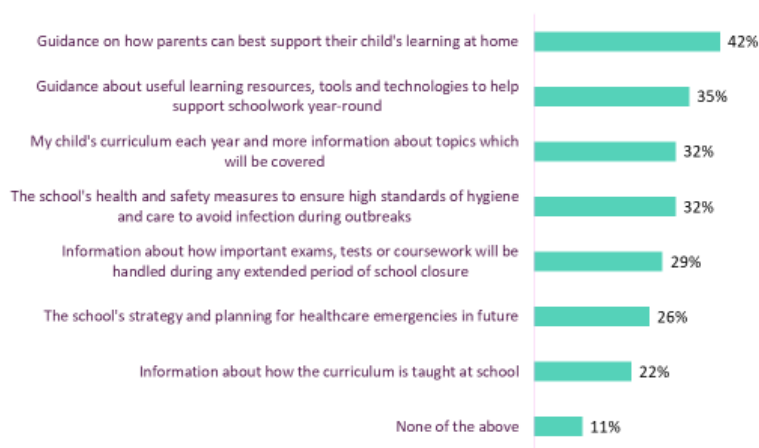 Guidance on how parents can best support their child's learning at home
42%
Guidance about useful learning resources, tools and technologies to help
support schoolwork year-round
35%
My child's curriculum each year and more information about topics which
will be covered
32%
The school's health and safety measures to ensure high standards of hygiene
and care to avoid infection during outbreaks
32%
Information about how important exams, tests or coursework will be
handled during any extended period of school closure
29%
The school's strategy and planning for healthcare emergencies in future
26%
Information about how the curriculum is taught at school
22%
None of the above
11%